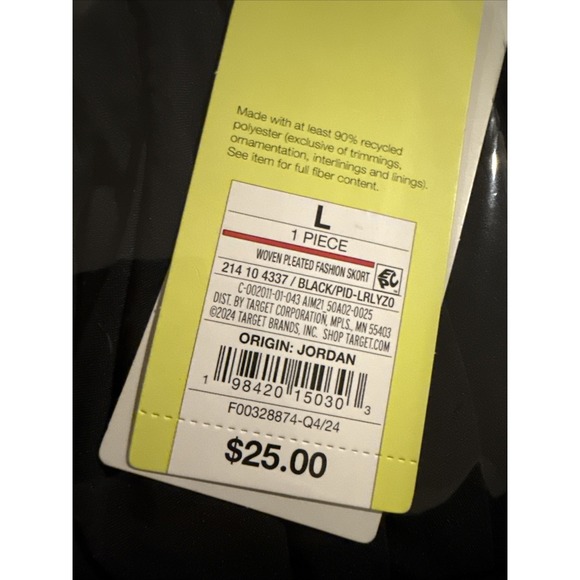 Made with at least 90% recycled
polyester (exclusive of trimmings,
ornamentation, interlinings and linings).
See item for full fiber content.
L
1 PIECE
WOVEN PLEATED FASHION SKORT
214 10 4337 / BLACK/PID-LRLYZ0
C-002011-01-043 AIM21_50A02-0025
DIST. BY TARGET CORPORATION, MPLS., MN 55403
©2024 TARGET BRANDS, INC. SHOP TARGET.COM
ORIGIN: JORDAN
1 98420 15030 3
F00328874-Q4/24
$25.00